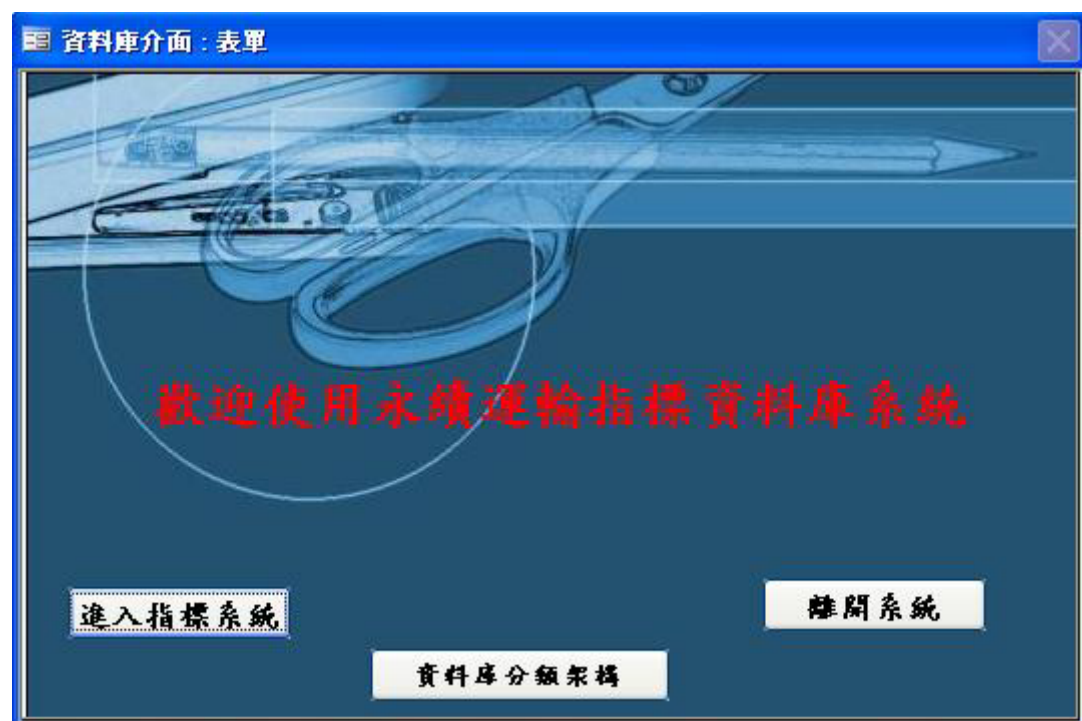 資料庫介面 : 表單
歡迎使用永續運輸指標資料庫系統
進入指標系統
離開系統
資料庫分類架構